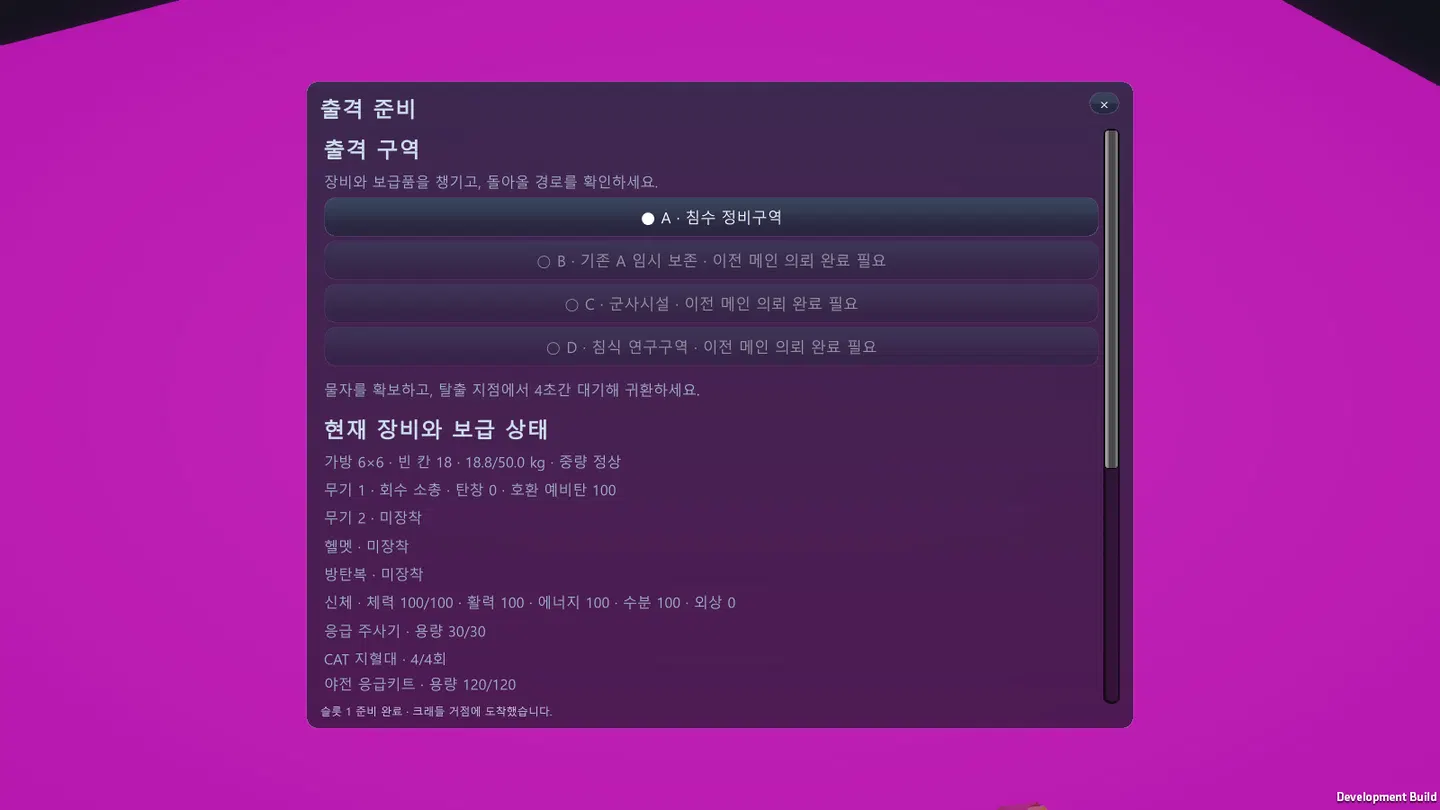 출격 준비
×
출격 구역
장비와 보급품을 챙기고, 돌아올 경로를 확인하세요.
● A · 침수 정비구역
○ B · 기존 A 임시 보존 · 이전 메인 의뢰 완료 필요
○ C · 군사시설 · 이전 메인 의뢰 완료 필요
○ D · 침식 연구구역 · 이전 메인 의뢰 완료 필요
물자를 확보하고, 탈출 지점에서 4초간 대기해 귀환하세요.
현재 장비와 보급 상태
가방 6×6 · 빈 칸 18 · 18.8/50.0 kg · 중량 정상
무기 1 · 회수 소총 · 탄창 0 · 호환 예비탄 100
무기 2 · 미장착
헬멧 · 미장착
방탄복 · 미장착
신체 · 체력 100/100 · 활력 100 · 에너지 100 · 수분 100 · 외상 0
응급 주사기 · 용량 30/30
CAT 지혈대 · 4/4회
야전 응급키트 · 용량 120/120
슬롯 1 준비 완료 · 크래들 거점에 도착했습니다.
Development Build